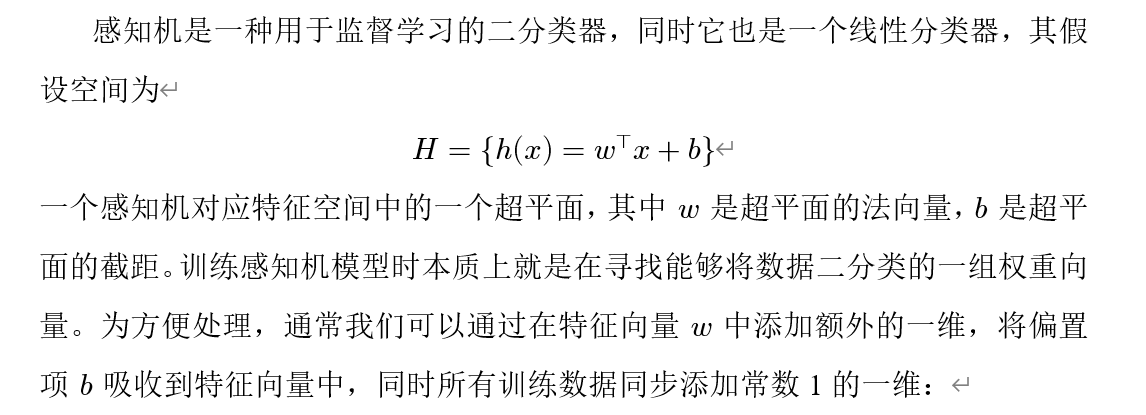 感知机是一种用于监督学习的二分类器，同时它也是一个线性分类器，其假
设空间为↵
H = {h(x) = w⊤x + b}↵
一个感知机对应特征空间中的一个超平面，其中 w 是超平面的法向量，b 是超平
面的截距。训练感知机模型时本质上就是在寻找能够将数据二分类的一组权重向
量。为方便处理，通常我们可以通过在特征向量 w 中添加额外的一维，将偏置
项 b 吸收到特征向量中，同时所有训练数据同步添加常数 1 的一维：↵